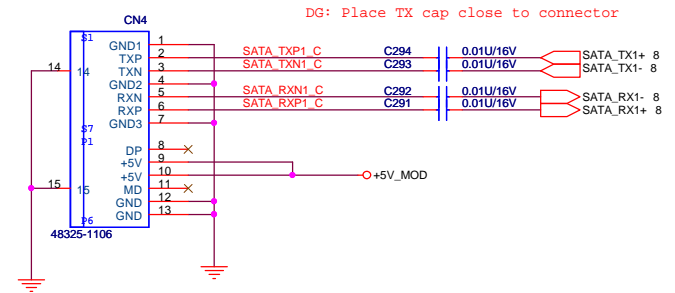 DG: Place TX cap close to connector
CN4
S1
GND1 1
TXP 2 SATA_TXP1_C C294 0.01U/16V SATA_TX1+ 8
14 14 TXN 3 SATA_TXN1_C C293 0.01U/16V SATA_TX1- 8
GND2 4
RXN 5 SATA_RXN1_C C292 0.01U/16V SATA_RX1- 8
RXP 6 SATA_RXP1_C C291 0.01U/16V SATA_RX1+ 8
S7 GND3 7
P1
DP 8
+5V 9
+5V 10 +5V_MOD
15 15 MD 11
GND 12
P6 GND 13
48325-1106